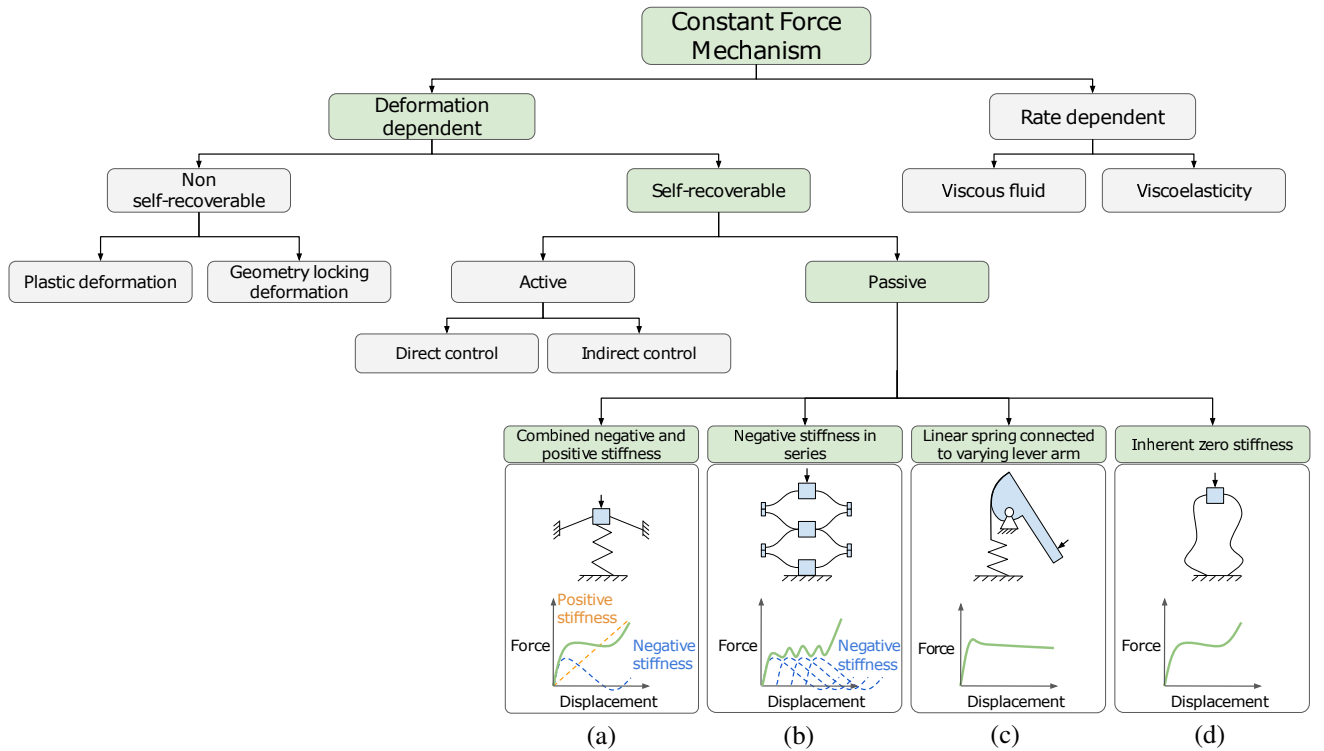 Constant Force
Mechanism
Deformation
dependent
Rate dependent
Non
self-recoverable
Self-recoverable
Viscous fluid
Viscoelasticity
Plastic deformation
Geometry locking
deformation
Active
Passive
Direct control
Indirect control
Combined negative and
positive stiffness
Negative stiffness in
series
Linear spring connected
to varying lever arm
Inherent zero stiffness
Positive
stiffness
Force
Negative
stiffness
Displacement
Force
Negative
stiffness
Displacement
Force
Displacement
Force
Displacement
(a)
(b)
(c)
(d)